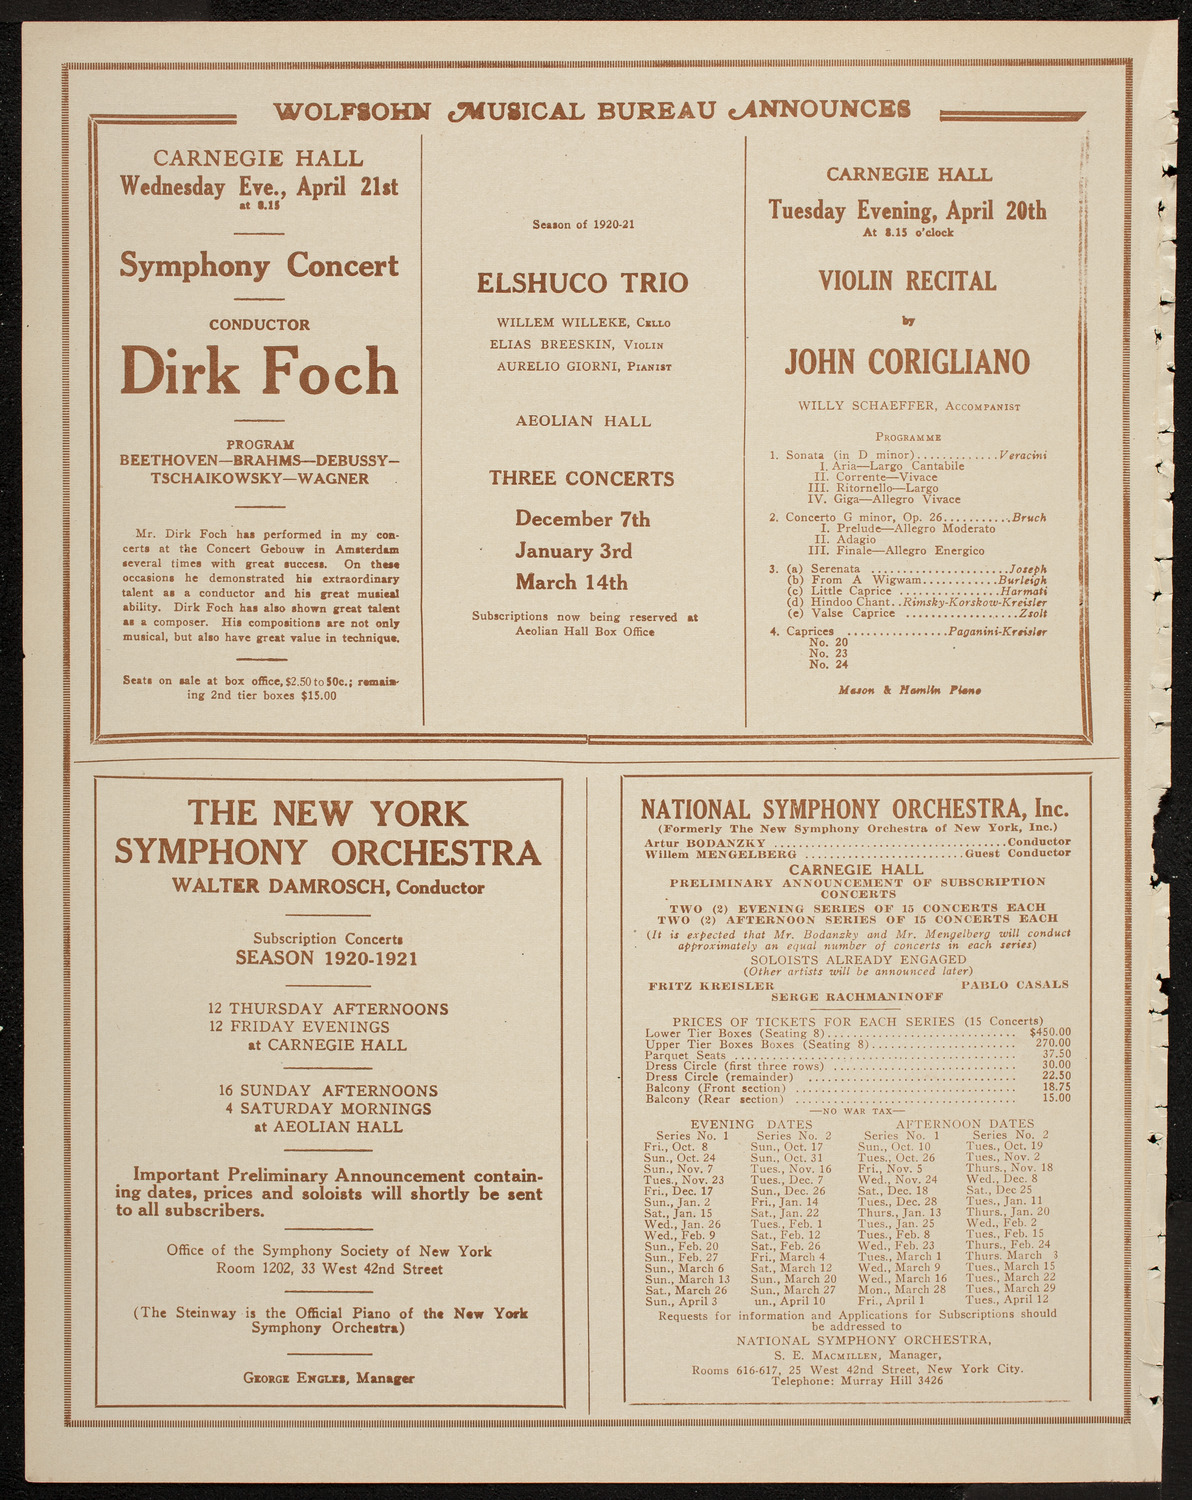 WOLFSOHN MUSICAL BUREAU ANNOUNCES
CARNEGIE HALL
Wednesday Eve., April 21st
at 8.15
Symphony Concert
CONDUCTOR
Dirk Foch
PROGRAM
BEETHOVEN—BRAHMS—DEBUSSY—
TSCHAIKOWSKY—WAGNER
Mr. Dirk Foch has performed in my con-
certs at the Concert Gebouw in Amsterdam
several times with great success. On these
occasions he demonstrated his extraordinary
talent as a conductor and his great musical
ability. Dirk Foch has also shown great talent
as a composer. His compositions are not only
musical, but also have great value in technique.
Seats on sale at box office, $2.50 to 50c.; remain-
ing 2nd tier boxes $15.00
Season of 1920-21
ELSHUCO TRIO
WILLEM WILLEKE, CELLO
ELIAS BREESKIN, VIOLIN
AURELIO GIORNI, PIANIST
AEOLIAN HALL
THREE CONCERTS
December 7th
January 3rd
March 14th
Subscriptions now being reserved at
Aeolian Hall Box Office
CARNEGIE HALL
Tuesday Evening, April 20th
At 8.15 o'clock
VIOLIN RECITAL
by
JOHN CORIGLIANO
WILLY SCHAEFFER, ACCOMPANIST
PROGRAMME
1. Sonata (in D minor).............Veracini
I. Aria—Largo Cantabile
II. Corrente—Vivace
III. Ritornello—Largo
IV. Giga—Allegro Vivace
2. Concerto G minor, Op. 26...........Bruch
I. Prelude—Allegro Moderato
II. Adagio
III. Finale—Allegro Energico
3. (a) Serenata ......................Joseph
(b) From A Wigwam............Burleigh
(c) Little Caprice ................Harmati
(d) Hindoo Chant..Rimsky-Korskow-Kreisler
(e) Valse Caprice ..................Zsolt
4. Caprices ................Paganini-Kreisler
No. 20
No. 23
No. 24
Mason & Hamlin Piano
THE NEW YORK
SYMPHONY ORCHESTRA
WALTER DAMROSCH, Conductor
Subscription Concerts
SEASON 1920-1921
12 THURSDAY AFTERNOONS
12 FRIDAY EVENINGS
at CARNEGIE HALL
16 SUNDAY AFTERNOONS
4 SATURDAY MORNINGS
at AEOLIAN HALL
Important Preliminary Announcement contain-
ing dates, prices and soloists will shortly be sent
to all subscribers.
Office of the Symphony Society of New York
Room 1202, 33 West 42nd Street
(The Steinway is the Official Piano of the New York
Symphony Orchestra)
GEORGE ENGLES, Manager
NATIONAL SYMPHONY ORCHESTRA, Inc.
(Formerly The New Symphony Orchestra of New York, Inc.)
Artur BODANZKY ....................................Conductor
Willem MENGELBERG .........................Guest Conductor
CARNEGIE HALL
PRELIMINARY ANNOUNCEMENT OF SUBSCRIPTION
CONCERTS
TWO (2) EVENING SERIES OF 15 CONCERTS EACH
TWO (2) AFTERNOON SERIES OF 15 CONCERTS EACH
(It is expected that Mr. Bodanzky and Mr. Mengelberg will conduct
approximately an equal number of concerts in each series)
SOLOISTS ALREADY ENGAGED
(Other artists will be announced later)
FRITZ KREISLER PABLO CASALS
SERGE RACHMANINOFF
PRICES OF TICKETS FOR EACH SERIES (15 Concerts)
Lower Tier Boxes (Seating 8).............................. $450.00
Upper Tier Boxes Boxes (Seating 8)....................... 270.00
Parquet Seats ............................................. 37.50
Dress Circle (first three rows) ............................. 30.00
Dress Circle (remainder) ................................. 22.50
Balcony (Front section) ................................... 18.75
Balcony (Rear section) ................................... 15.00
—NO WAR TAX—
EVENING DATES AFTERNOON DATES
Series No. 1 Series No. 2 Series No. 1 Series No. 2
Fri., Oct. 8 Sun., Oct. 17 Sun., Oct. 10 Tues., Oct. 19
Sun., Oct. 24 Sun., Oct. 31 Tues., Oct. 26 Tues., Nov. 2
Sun., Nov. 7 Tues., Nov. 16 Fri., Nov. 5 Thurs., Nov. 18
Tues., Nov. 23 Tues., Dec. 7 Wed., Nov. 24 Wed., Dec. 8
Fri., Dec. 17 Sun., Dec. 26 Sat., Dec. 18 Sat., Dec 25
Sun., Jan. 2 Fri., Jan. 14 Tues., Dec. 28 Tues., Jan. 11
Sat., Jan. 15 Sat., Jan. 22 Thurs., Jan. 13 Thurs., Jan. 20
Wed., Jan. 26 Tues., Feb. 1 Tues., Jan. 25 Wed., Feb. 2
Wed., Feb. 9 Sat., Feb. 12 Tues., Feb. 8 Tues., Feb. 15
Sun., Feb. 20 Sat., Feb. 26 Wed., Feb. 23 Thurs., Feb. 24
Sun., Feb. 27 Fri., March 4 Tues., March 1 Thurs. March 3
Sun., March 6 Sat., March 12 Wed., March 9 Tues., March 15
Sun., March 13 Sun., March 20 Wed., March 16 Tues., March 22
Sat., March 26 Sun., March 27 Mon., March 28 Tues., March 29
Sun., April 3 un., April 10 Fri., April 1 Tues., April 12
Requests for information and Applications for Subscriptions should
be addressed to
NATIONAL SYMPHONY ORCHESTRA,
S. E. MACMILLEN, Manager,
Rooms 616-617, 25 West 42nd Street, New York City.
Telephone: Murray Hill 3426